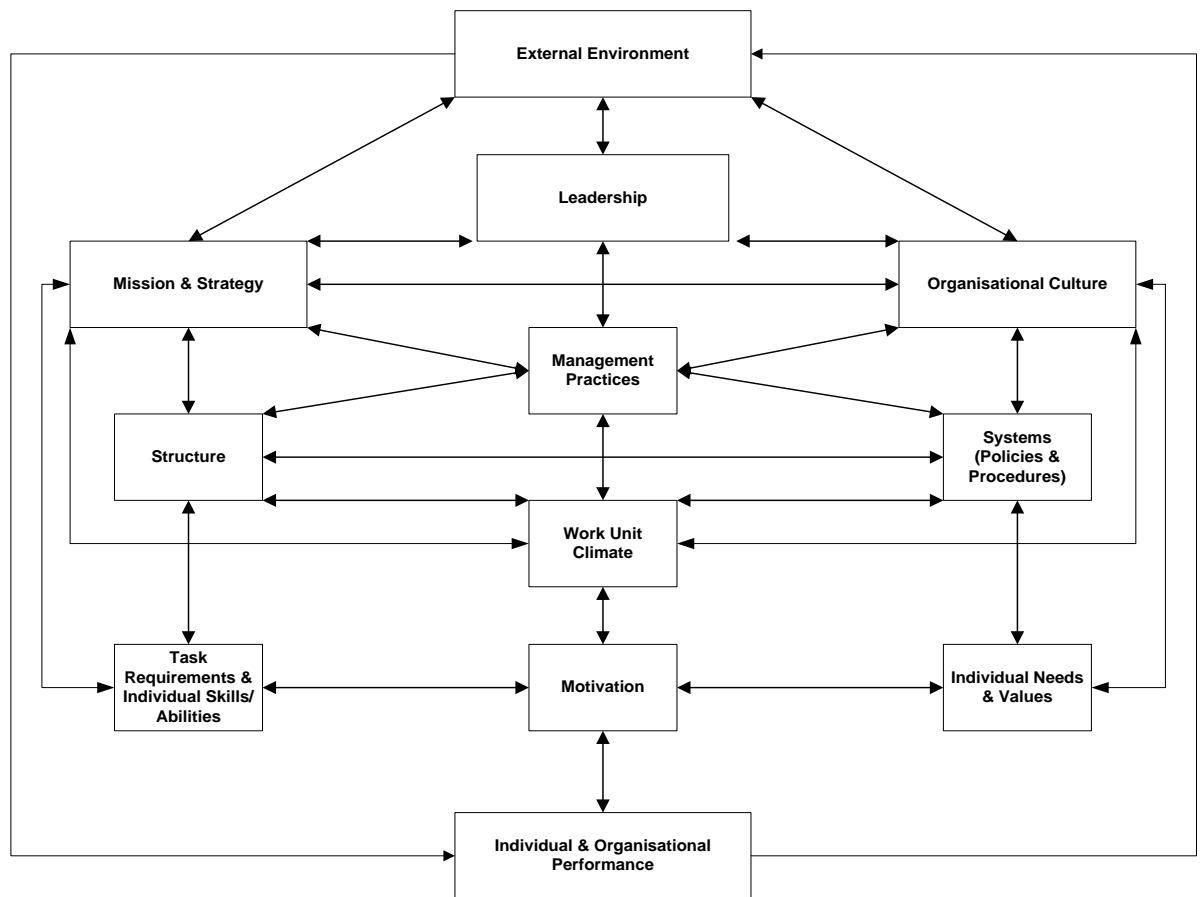 External Environment
Leadership
Mission & Strategy
Organisational Culture
Management
Practices
Structure
Systems
(Policies &
Procedures)
Work Unit
Climate
Task
Requirements &
Individual Skills/
Abilities
Motivation
Individual Needs
& Values
Individual & Organisational
Performance